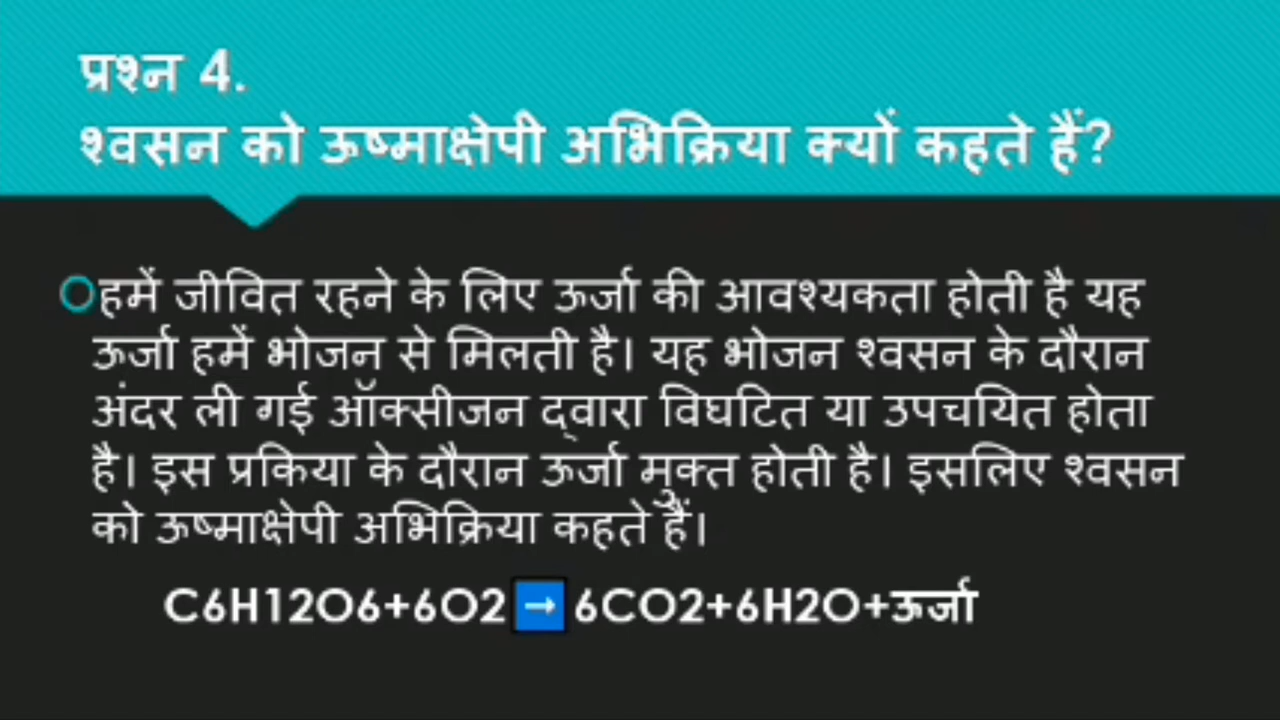 प्रश्न 4.
श्वसन को ऊष्माक्षेपी अभिक्रिया क्यों कहते हैं?
हमें जीवित रहने के लिए ऊर्जा की आवश्यकता होती है यह
ऊर्जा हमें भोजन से मिलती है। यह भोजन श्वसन के दौरान
अंदर ली गई ऑक्सीजन द्वारा विघटित या उपचयित होता
है। इस प्रकिया के दौरान ऊर्जा मुक्त होती है। इसलिए श्वसन
को ऊष्माक्षेपी अभिक्रिया कहते हैं।
C6H12O6+6O2➡6CO2+6H2O+ऊर्जा